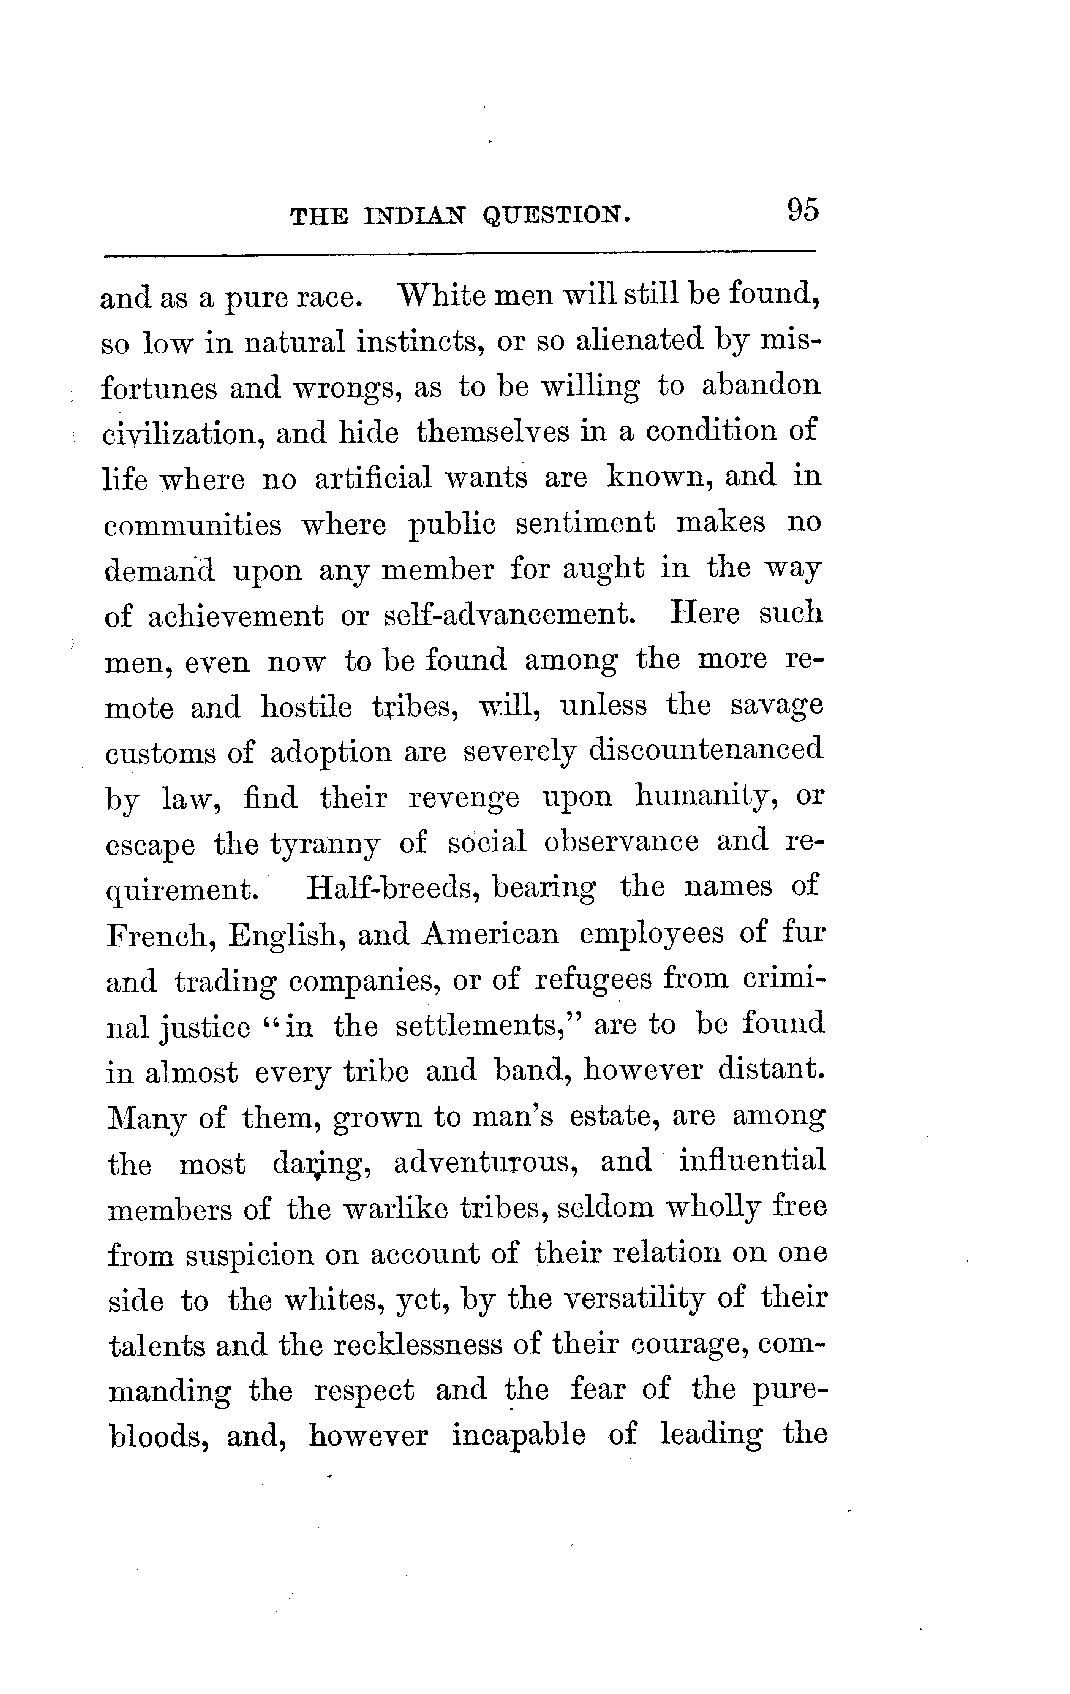 THE INDIAN QUESTION. 95
and as a pure race. White men will still be found,
so low in natural instincts, or so alienated by mis-
fortunes and wrongs, as to be willing to abandon
civilization, and hide themselves in a condition of
life where no artificial wants are known, and in
communities where public sentiment makes no
demand upon any member for aught in the way
of achievement or self-advancement. Here such
men, even now to be found among the more re-
mote and hostile tribes, will, unless the savage
customs of adoption are severely discountenanced
by law, find their revenge upon humanity, or
escape the tyranny of social observance and re-
quirement. Half-breeds, bearing the names of
French, English, and American employees of fur
and trading companies, or of refugees from crimi-
nal justice “in the settlements,” are to be found
in almost every tribe and band, however distant.
Many of them, grown to man's estate, are among
the most daring, adventurous, and influential
members of the warlike tribes, seldom wholly free
from suspicion on account of their relation on one
side to the whites, yet, by the versatility of their
talents and the recklessness of their courage, com-
manding the respect and the fear of the pure-
bloods, and, however incapable of leading the